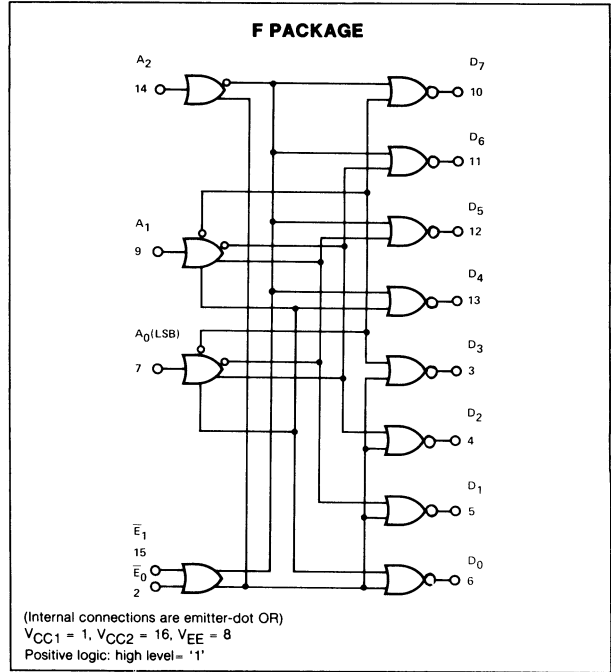 F PACKAGE
A2
14
D7
10
D6
11
D5
12
A1
9
D4
13
A0(LSB)
7
D3
3
D2
4
D1
5
E̅1
15
E̅0
2
D0
6
(Internal connections are emitter-dot OR)
VCC1 = 1, VCC2 = 16, VEE = 8
Positive logic: high level= '1'